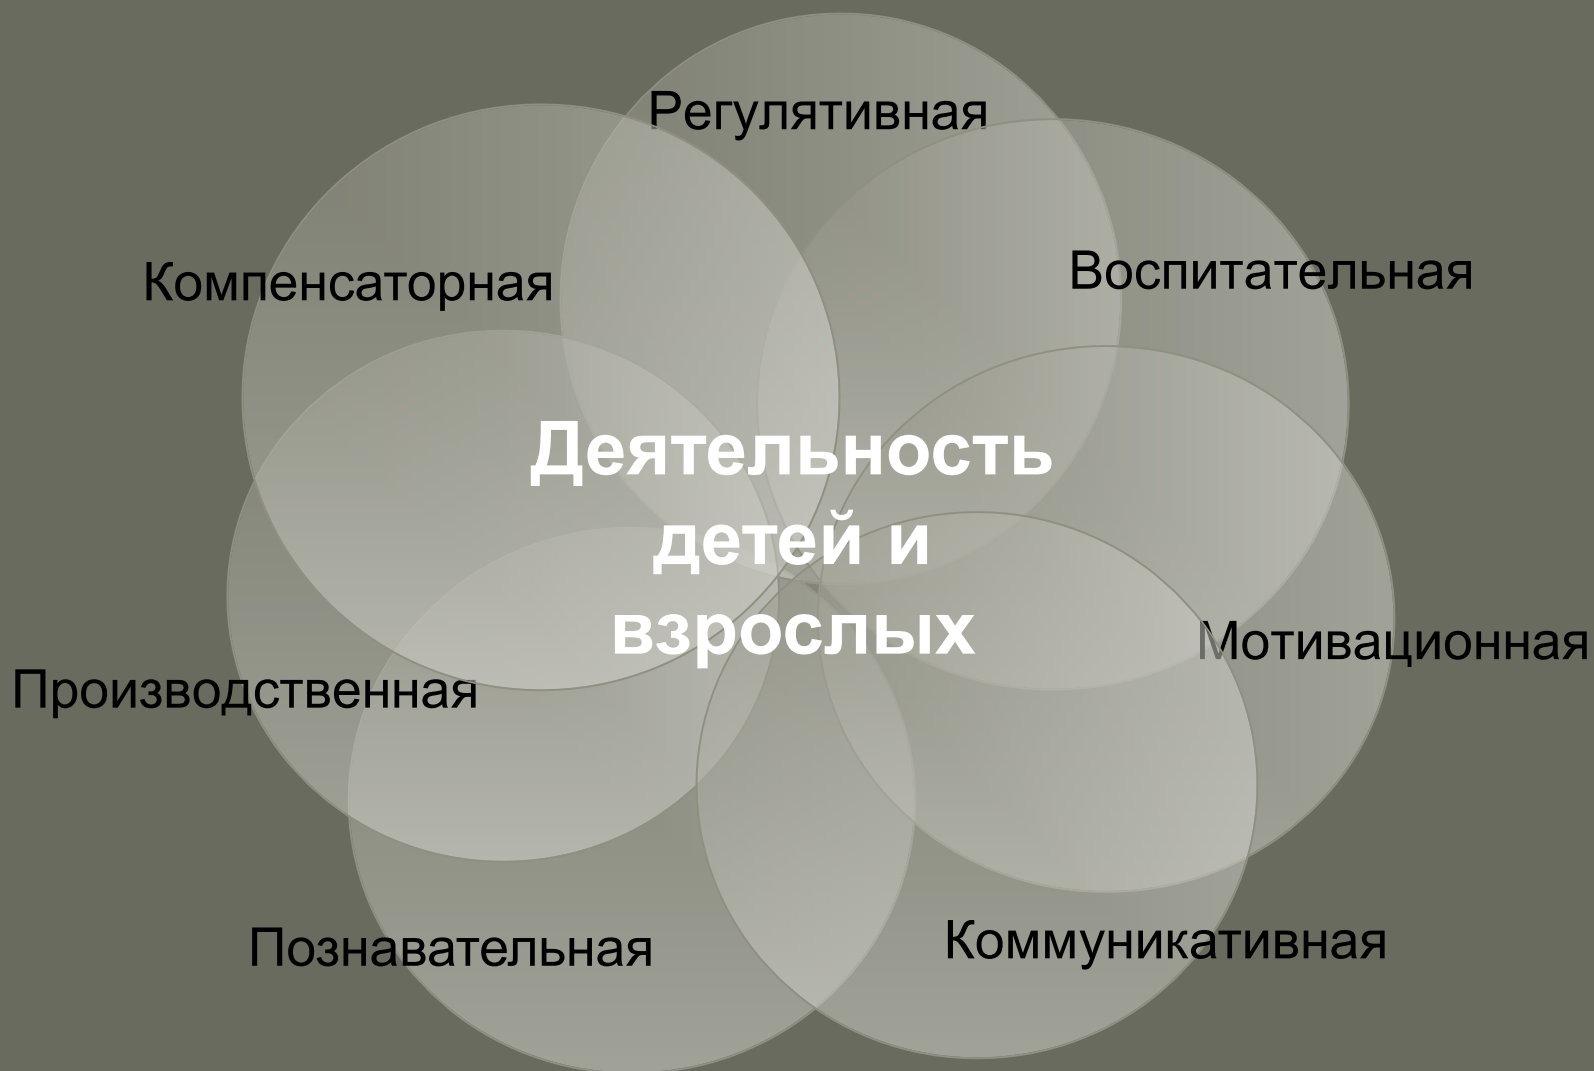 Регулятивная
Воспитательная
Компенсаторная
Деятельность
детей и
взрослых
Мотивационная
Производственная
Коммуникативная
Познавательная